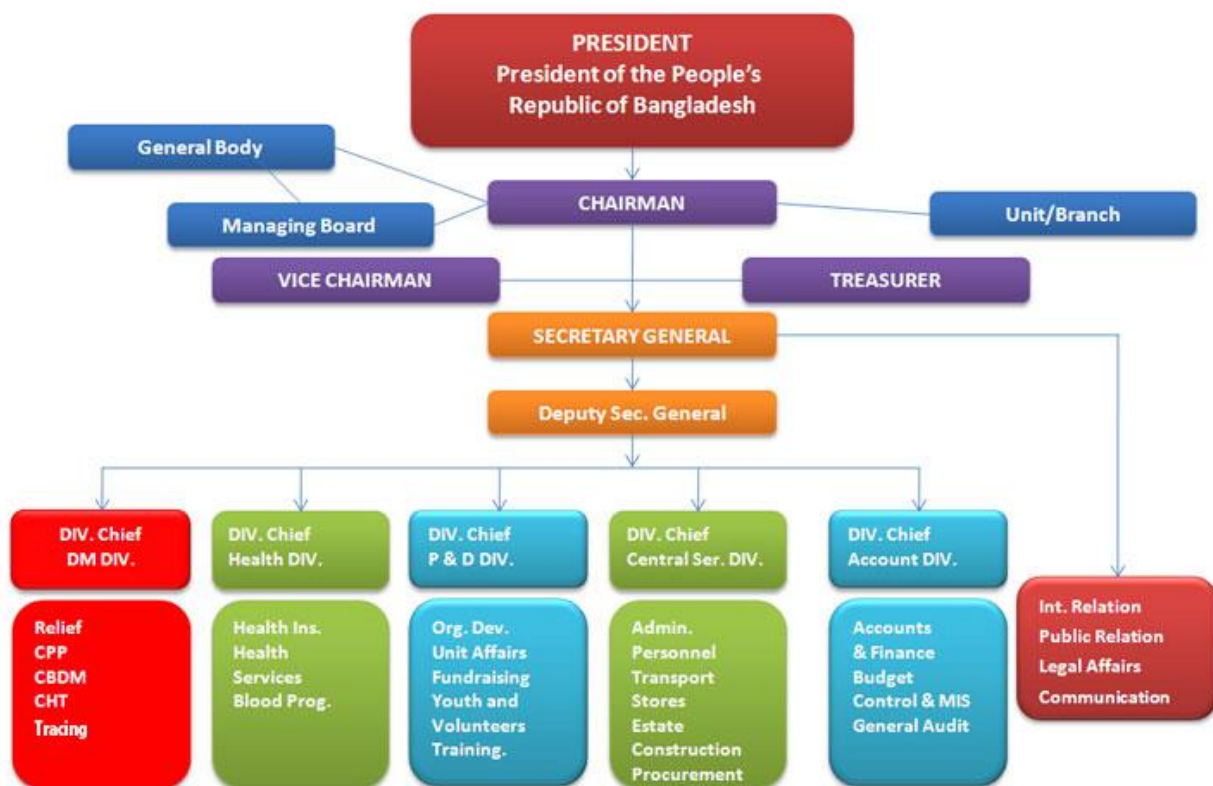 PRESIDENT
President of the People's
Republic of Bangladesh
General Body
CHAIRMAN
Managing Board
Unit/Branch
VICE CHAIRMAN
TREASURER
SECRETARY GENERAL
Deputy Sec. General
DIV. Chief
DM DIV.
DIV. Chief
Health DIV.
DIV. Chief
P & D DIV.
DIV. Chief
Central Ser. DIV.
DIV. Chief
Account DIV.
Relief
CPP
CBDM
CHT
Tracing
Health Ins.
Health
Services
Blood Prog.
Org. Dev.
Unit Affairs
Fundraising
Youth and
Volunteers
Training.
Admin.
Personnel
Transport
Stores
Estate
Construction
Procurement
Accounts
& Finance
Budget
Control & MIS
General Audit
Int. Relation
Public Relation
Legal Affairs
Communication